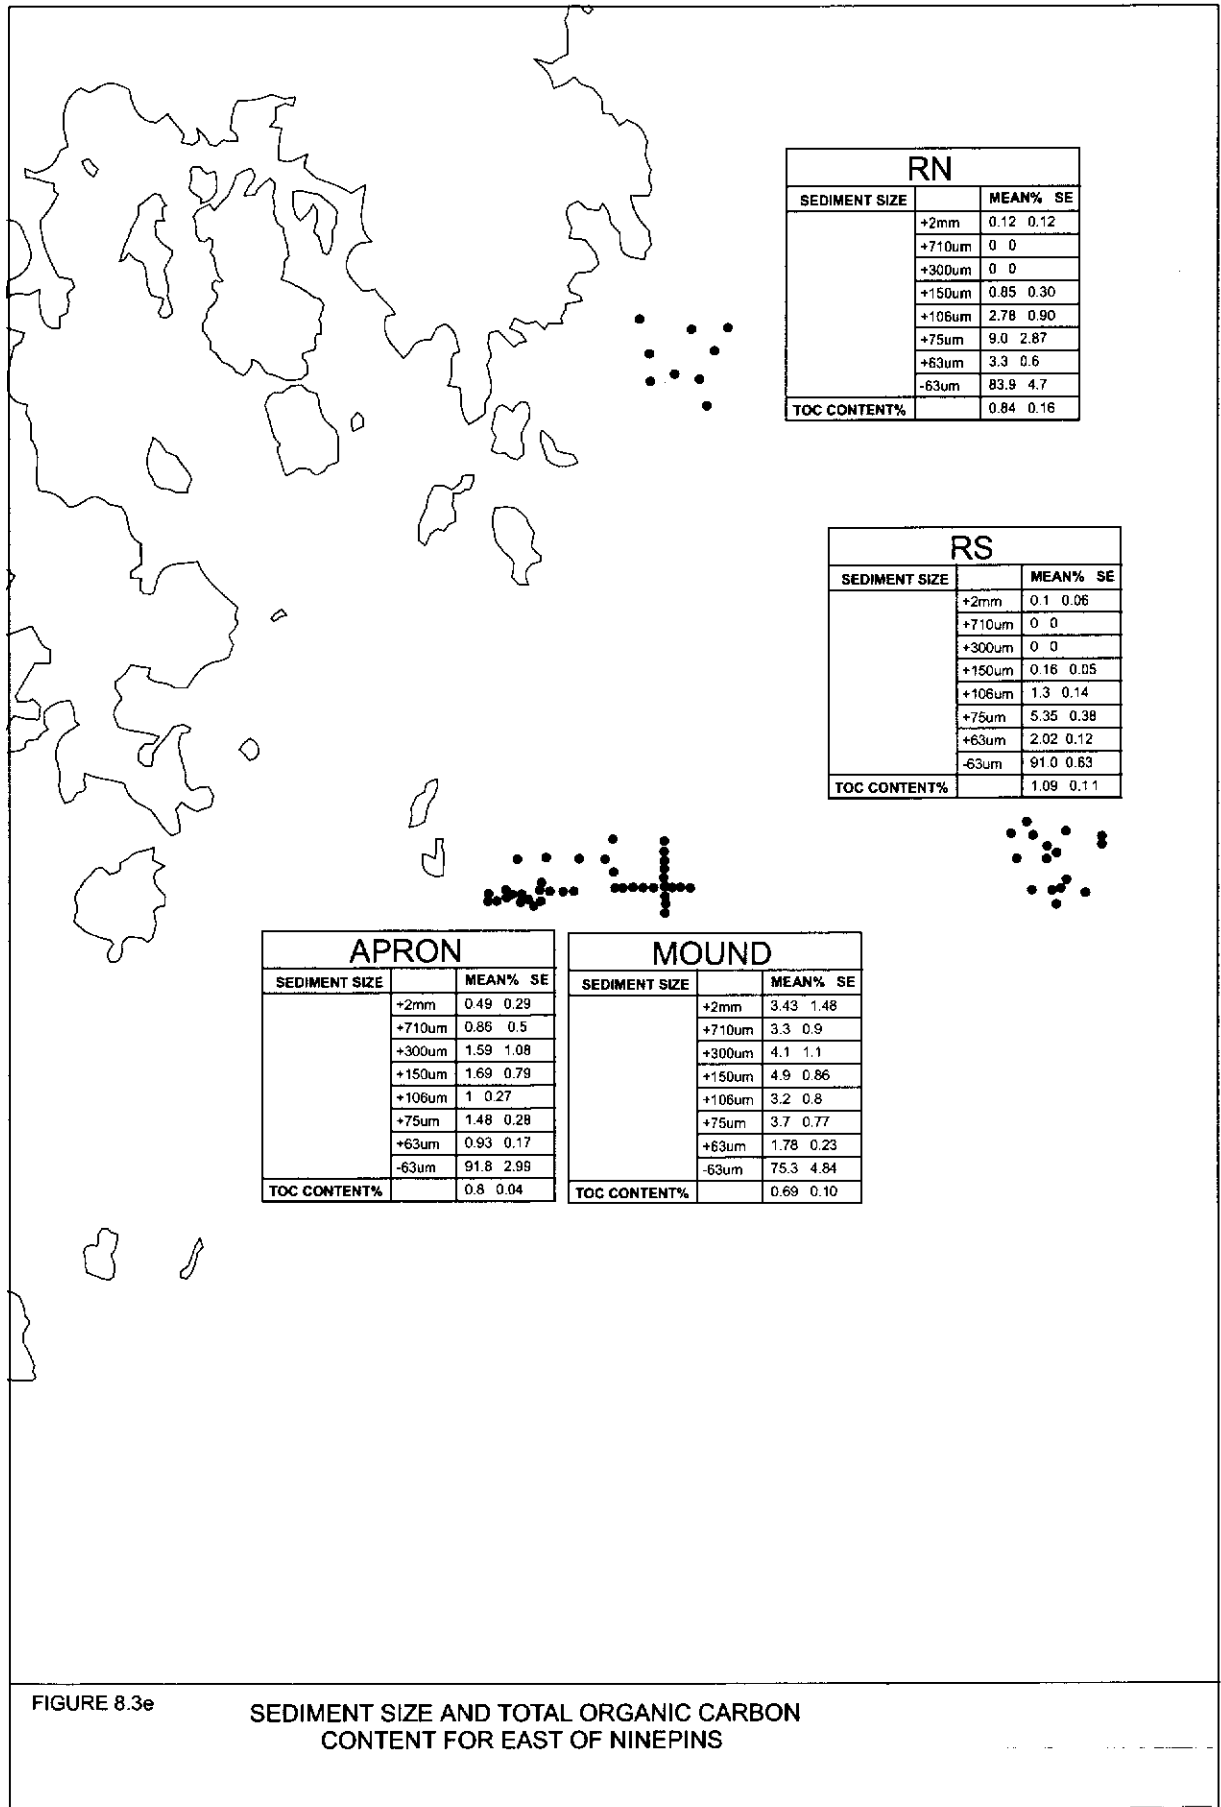 RN
SEDIMENT SIZE MEAN% SE
+2mm 0.12 0.12
+710um 0 0
+300um 0 0
+150um 0.85 0.30
+106um 2.78 0.90
+75um 9.0 2.87
+63um 3.3 0.6
-63um 83.9 4.7
TOC CONTENT% 0.84 0.16
RS
SEDIMENT SIZE MEAN% SE
+2mm 0.1 0.06
+710um 0 0
+300um 0 0
+150um 0.16 0.05
+106um 1.3 0.14
+75um 5.35 0.38
+63um 2.02 0.12
-63um 91.0 0.63
TOC CONTENT% 1.09 0.11
APRON
SEDIMENT SIZE MEAN% SE
+2mm 0.49 0.29
+710um 0.86 0.5
+300um 1.59 1.08
+150um 1.69 0.79
+106um 1 0.27
+75um 1.48 0.28
+63um 0.93 0.17
-63um 91.8 2.99
TOC CONTENT% 0.8 0.04
MOUND
SEDIMENT SIZE MEAN% SE
+2mm 3.43 1.48
+710um 3.3 0.9
+300um 4.1 1.1
+150um 4.9 0.86
+106um 3.2 0.8
+75um 3.7 0.77
+63um 1.78 0.23
-63um 75.3 4.84
TOC CONTENT% 0.69 0.10
FIGURE 8.3e
SEDIMENT SIZE AND TOTAL ORGANIC CARBON
CONTENT FOR EAST OF NINEPINS